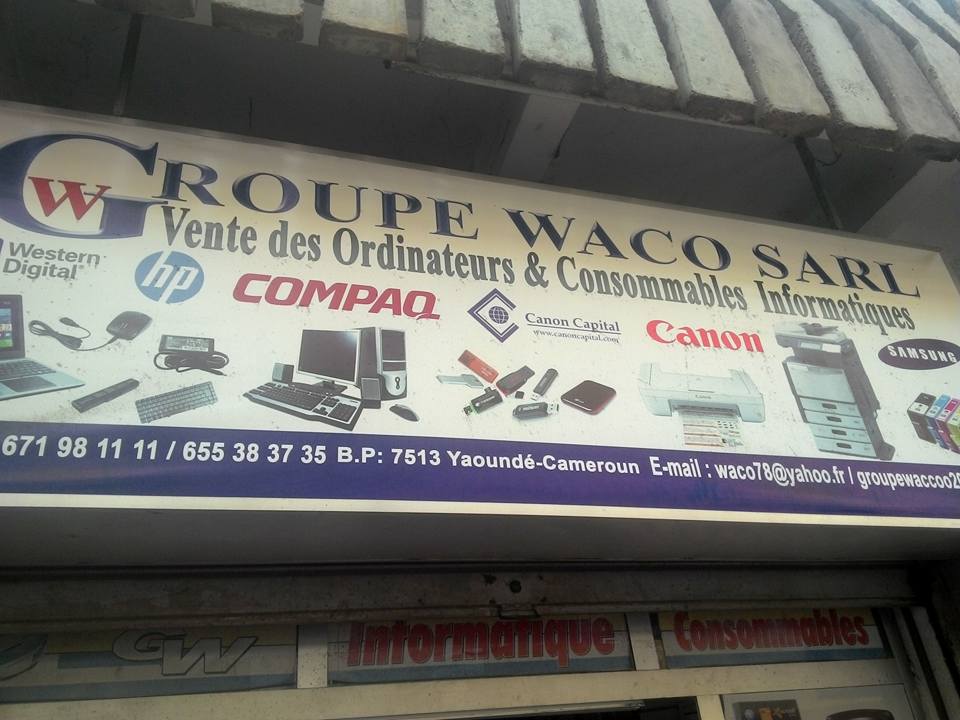 GROUPE WACO SARL
GW
Vente des Ordinateurs & Consommables Informatiques
Western Digital
hp
COMPAQ
Canon Capital
www.canoncapital.com
Canon
SAMSUNG
671 98 11 11 / 655 38 37 35 B.P: 7513 Yaoundé-Cameroun E-mail : waco78@yahoo.fr / groupewaccoo2
GW
Informatique
Consommables